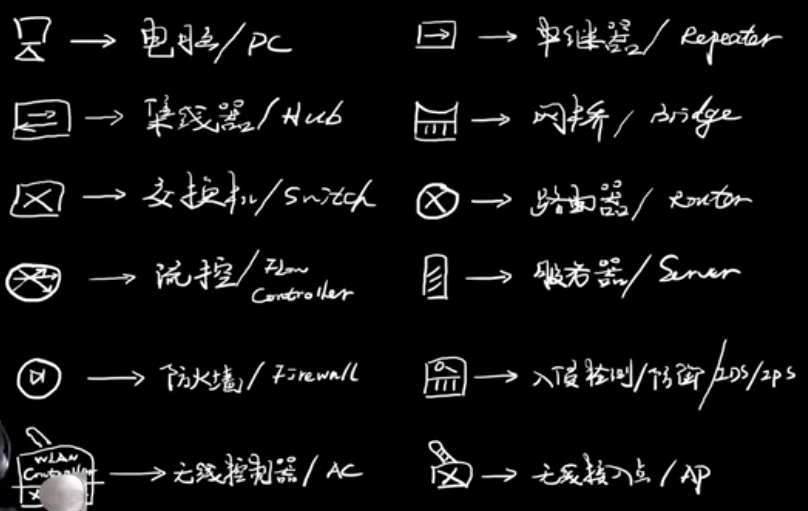 电脑/PC
中继器/Repeater
集线器/Hub
网桥/Bridge
交换机/Switch
路由器/Router
流控/Flow Controller
服务器/Server
防火墙/Firewall
入侵检测/防御/IDS/IPS
WLAN Controller
无线控制器/AC
无线接入点/AP